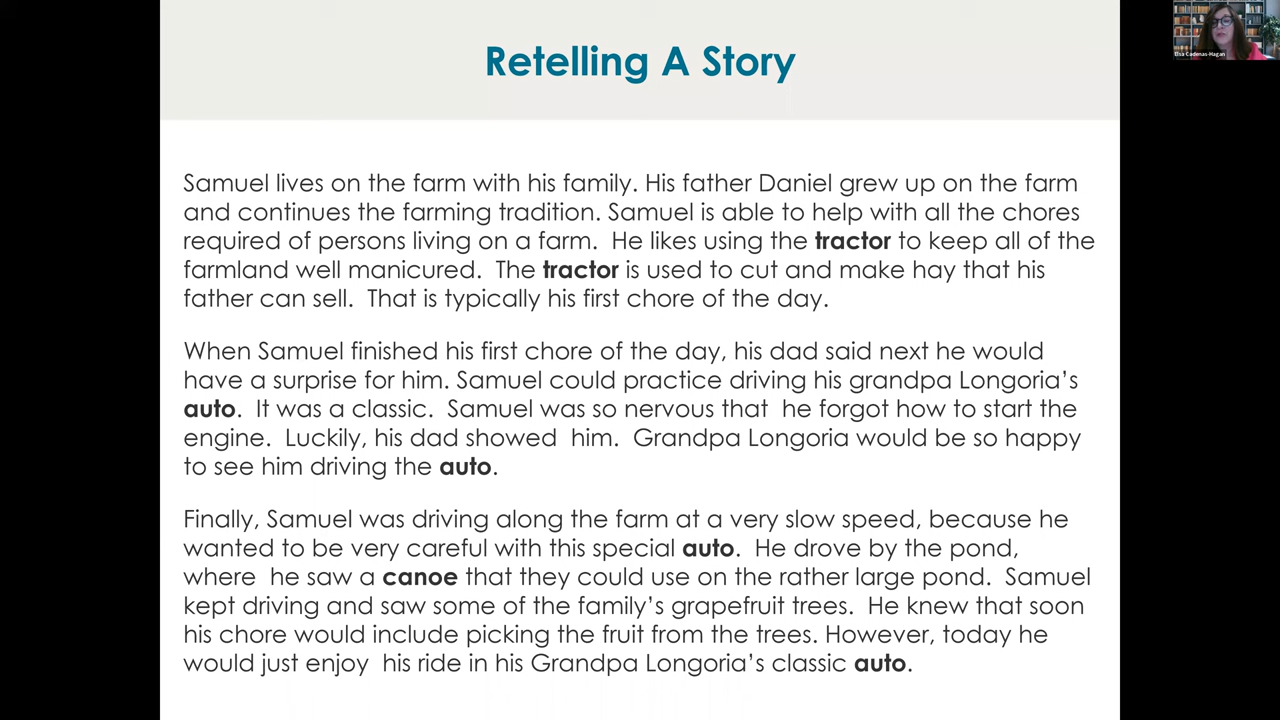 Retelling A Story
Elsa Cadenas-Hagan
Samuel lives on the farm with his family. His father Daniel grew up on the farm
and continues the farming tradition. Samuel is able to help with all the chores
required of persons living on a farm.  He likes using the tractor to keep all of the
farmland well manicured.  The tractor is used to cut and make hay that his
father can sell.  That is typically his first chore of the day.
When Samuel finished his first chore of the day, his dad said next he would
have a surprise for him. Samuel could practice driving his grandpa Longoria’s
auto.  It was a classic.  Samuel was so nervous that  he forgot how to start the
engine.  Luckily, his dad showed  him.  Grandpa Longoria would be so happy
to see him driving the auto.
Finally, Samuel was driving along the farm at a very slow speed, because he
wanted to be very careful with this special auto.  He drove by the pond,
where  he saw a canoe that they could use on the rather large pond.  Samuel
kept driving and saw some of the family’s grapefruit trees.  He knew that soon
his chore would include picking the fruit from the trees. However, today he
would just enjoy  his ride in his Grandpa Longoria’s classic auto.